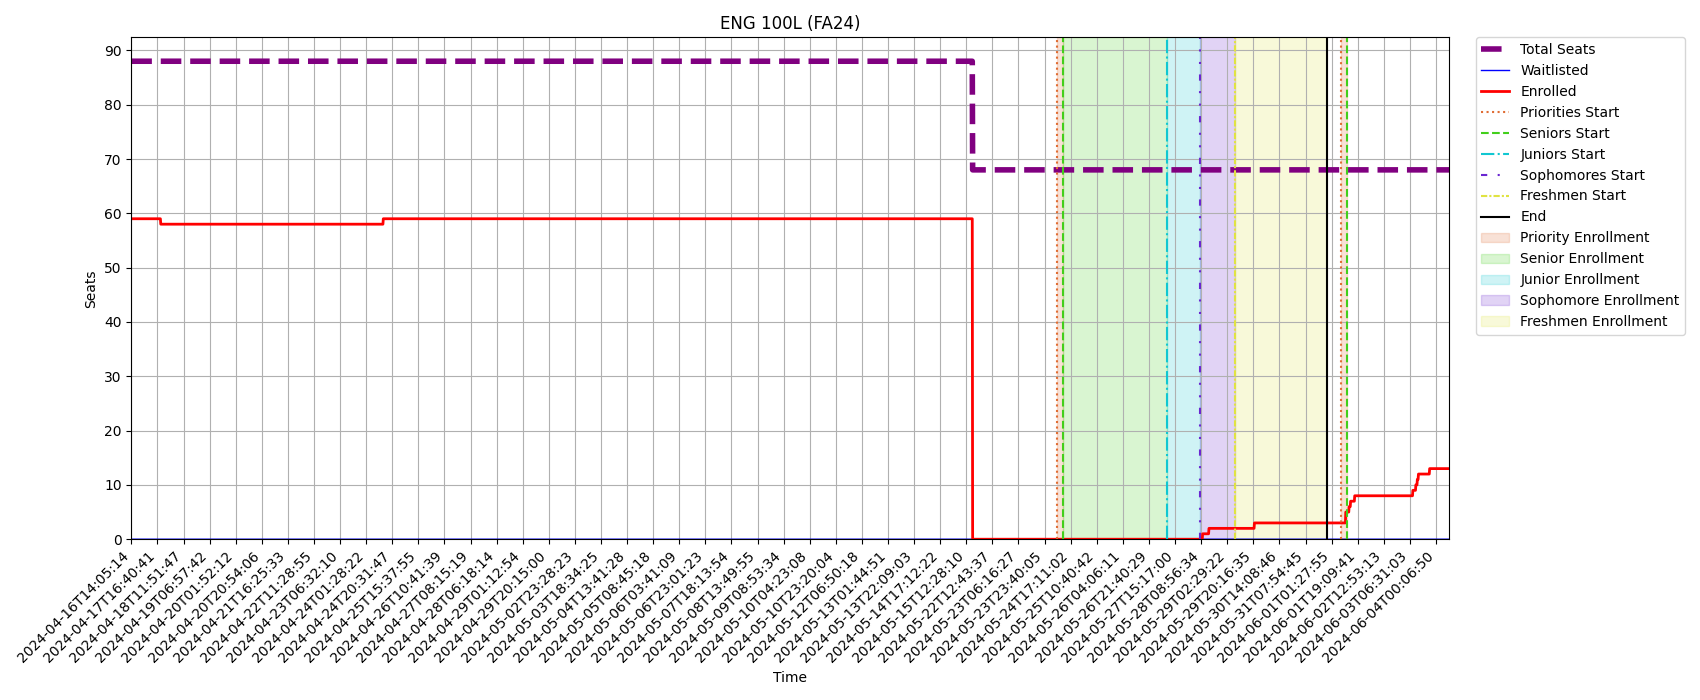 ENG 100L (FA24)
90
80
70
60
50
40
30
20
10
0
Seats
2024-04-16T14:05:14
2024-04-17T16:40:41
2024-04-18T11:51:47
2024-04-19T06:57:42
2024-04-20T01:52:12
2024-04-20T20:54:06
2024-04-21T16:25:33
2024-04-22T11:28:55
2024-04-23T06:32:10
2024-04-24T01:28:22
2024-04-24T20:31:47
2024-04-25T15:37:55
2024-04-26T10:41:39
2024-04-27T08:15:19
2024-04-28T06:18:14
2024-04-29T01:12:54
2024-04-29T20:15:00
2024-05-02T23:28:23
2024-05-03T18:34:25
2024-05-04T13:41:28
2024-05-05T08:45:18
2024-05-06T03:41:09
2024-05-06T23:01:23
2024-05-07T18:13:54
2024-05-08T13:49:55
2024-05-09T08:53:34
2024-05-10T04:23:08
2024-05-10T23:20:04
2024-05-12T06:50:18
2024-05-13T01:44:51
2024-05-13T22:09:03
2024-05-14T17:12:22
2024-05-15T12:28:10
2024-05-22T12:43:37
2024-05-23T06:16:27
2024-05-23T23:40:05
2024-05-24T17:11:02
2024-05-25T10:40:42
2024-05-26T04:06:11
2024-05-26T21:40:29
2024-05-27T15:17:00
2024-05-28T08:56:34
2024-05-29T02:29:22
2024-05-29T20:16:35
2024-05-30T14:08:46
2024-05-31T07:54:45
2024-06-01T01:27:55
2024-06-01T19:09:41
2024-06-02T12:53:13
2024-06-03T06:31:03
2024-06-04T00:06:50
Time
Total Seats
Waitlisted
Enrolled
Priorities Start
Seniors Start
Juniors Start
Sophomores Start
Freshmen Start
End
Priority Enrollment
Senior Enrollment
Junior Enrollment
Sophomore Enrollment
Freshmen Enrollment